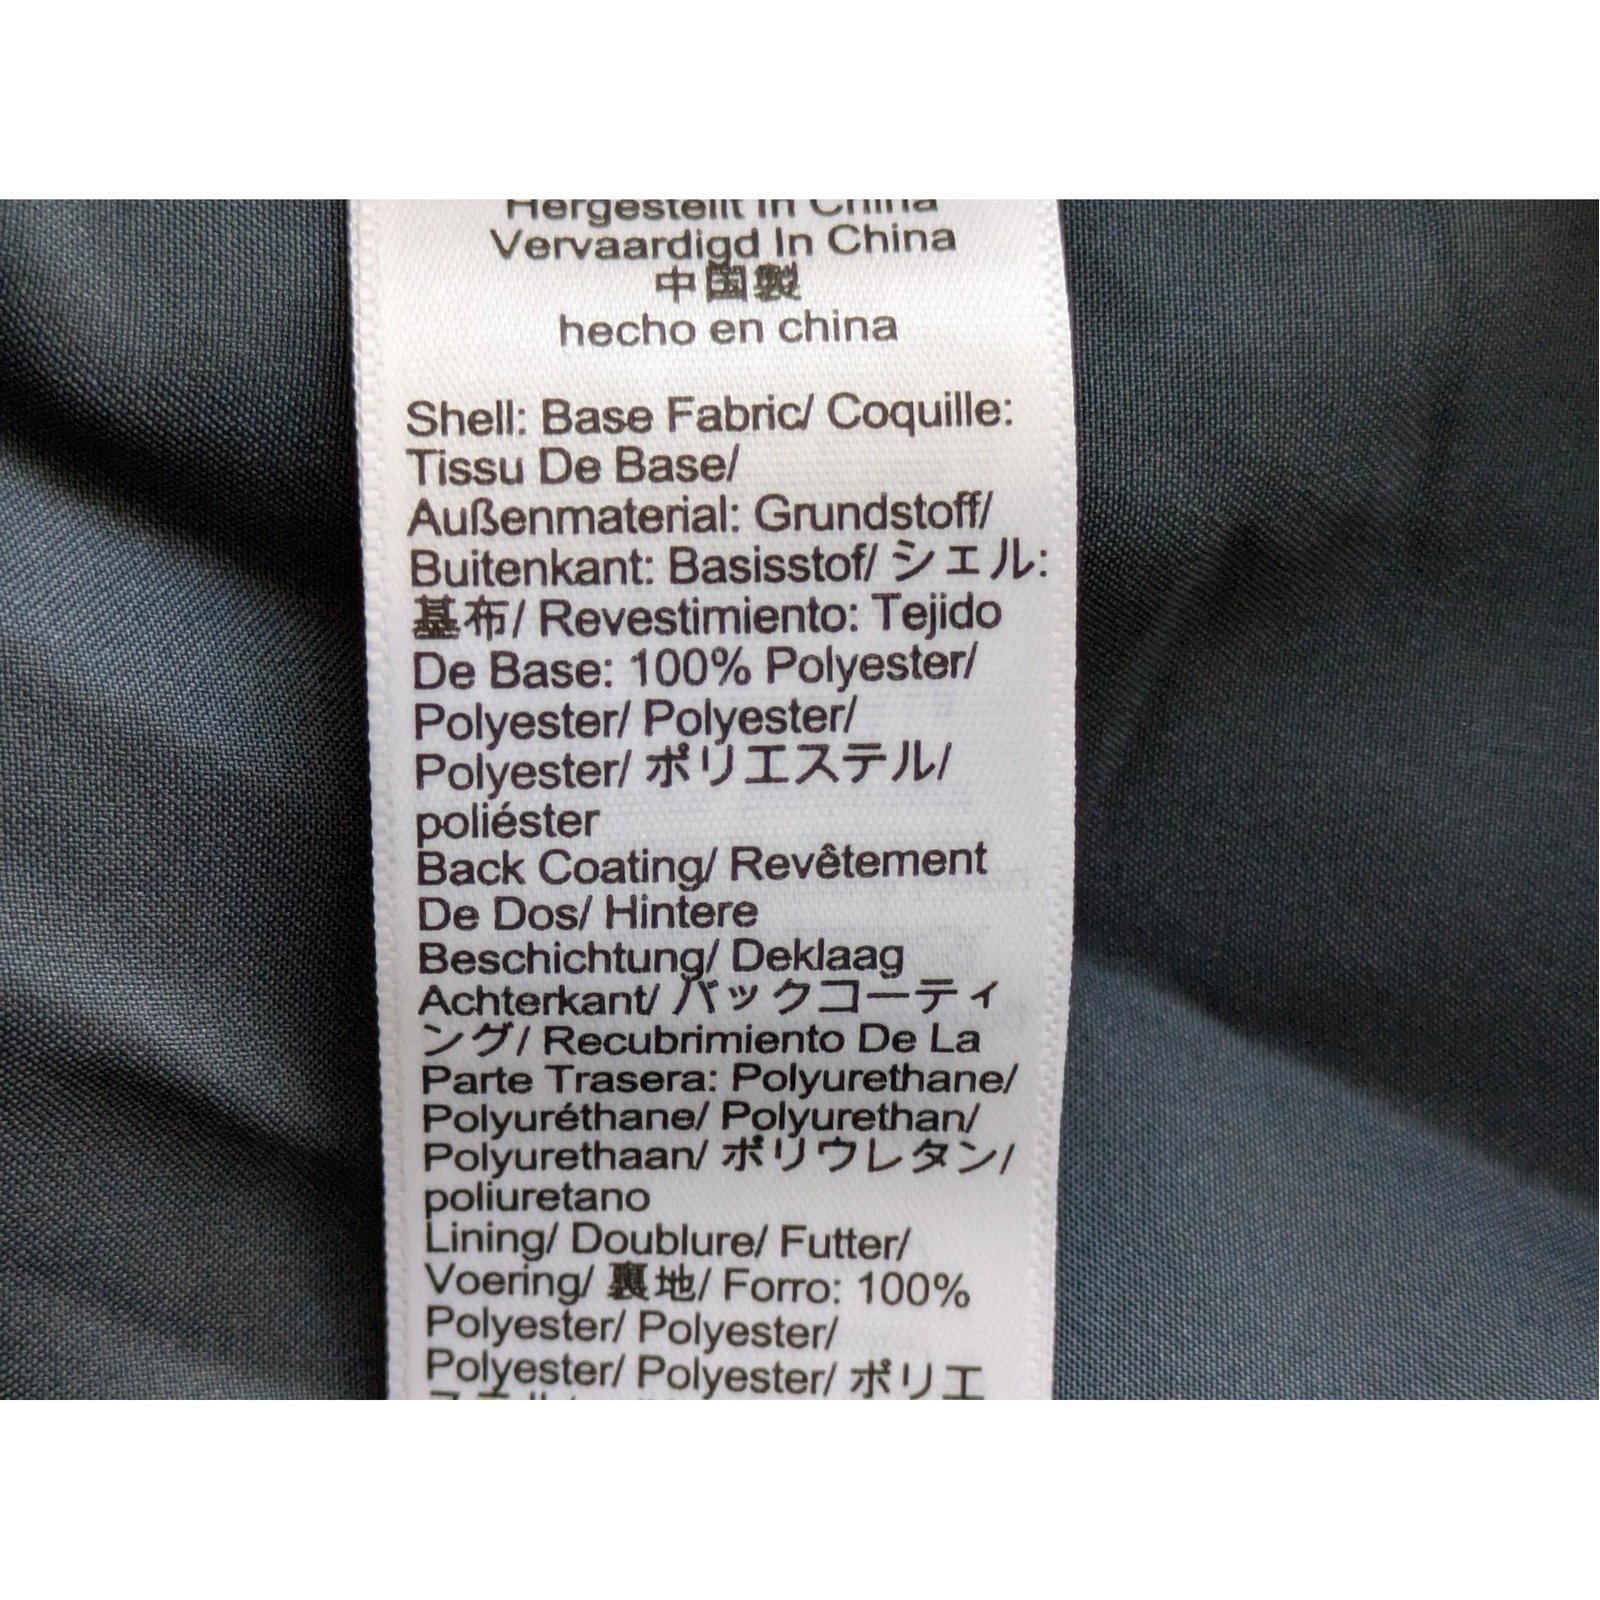 Hergestellt In China
Vervaardigd In China
中国製
hecho en china
Shell: Base Fabric/ Coquille:
Tissu De Base/
Außenmaterial: Grundstoff/
Buitenkant: Basisstof/ シェル:
基布/ Revestimiento: Tejido
De Base: 100% Polyester/
Polyester/ Polyester/
Polyester/ ポリエステル/
poliéster
Back Coating/ Revêtement
De Dos/ Hintere
Beschichtung/ Deklaag
Achterkant/ バックコーティ
ング/ Recubrimiento De La
Parte Trasera: Polyurethane/
Polyuréthane/ Polyurethan/
Polyurethaan/ ポリウレタン/
poliuretano
Lining/ Doublure/ Futter/
Voering/ 裏地/ Forro: 100%
Polyester/ Polyester/
Polyester/ Polyester/ ポリエ